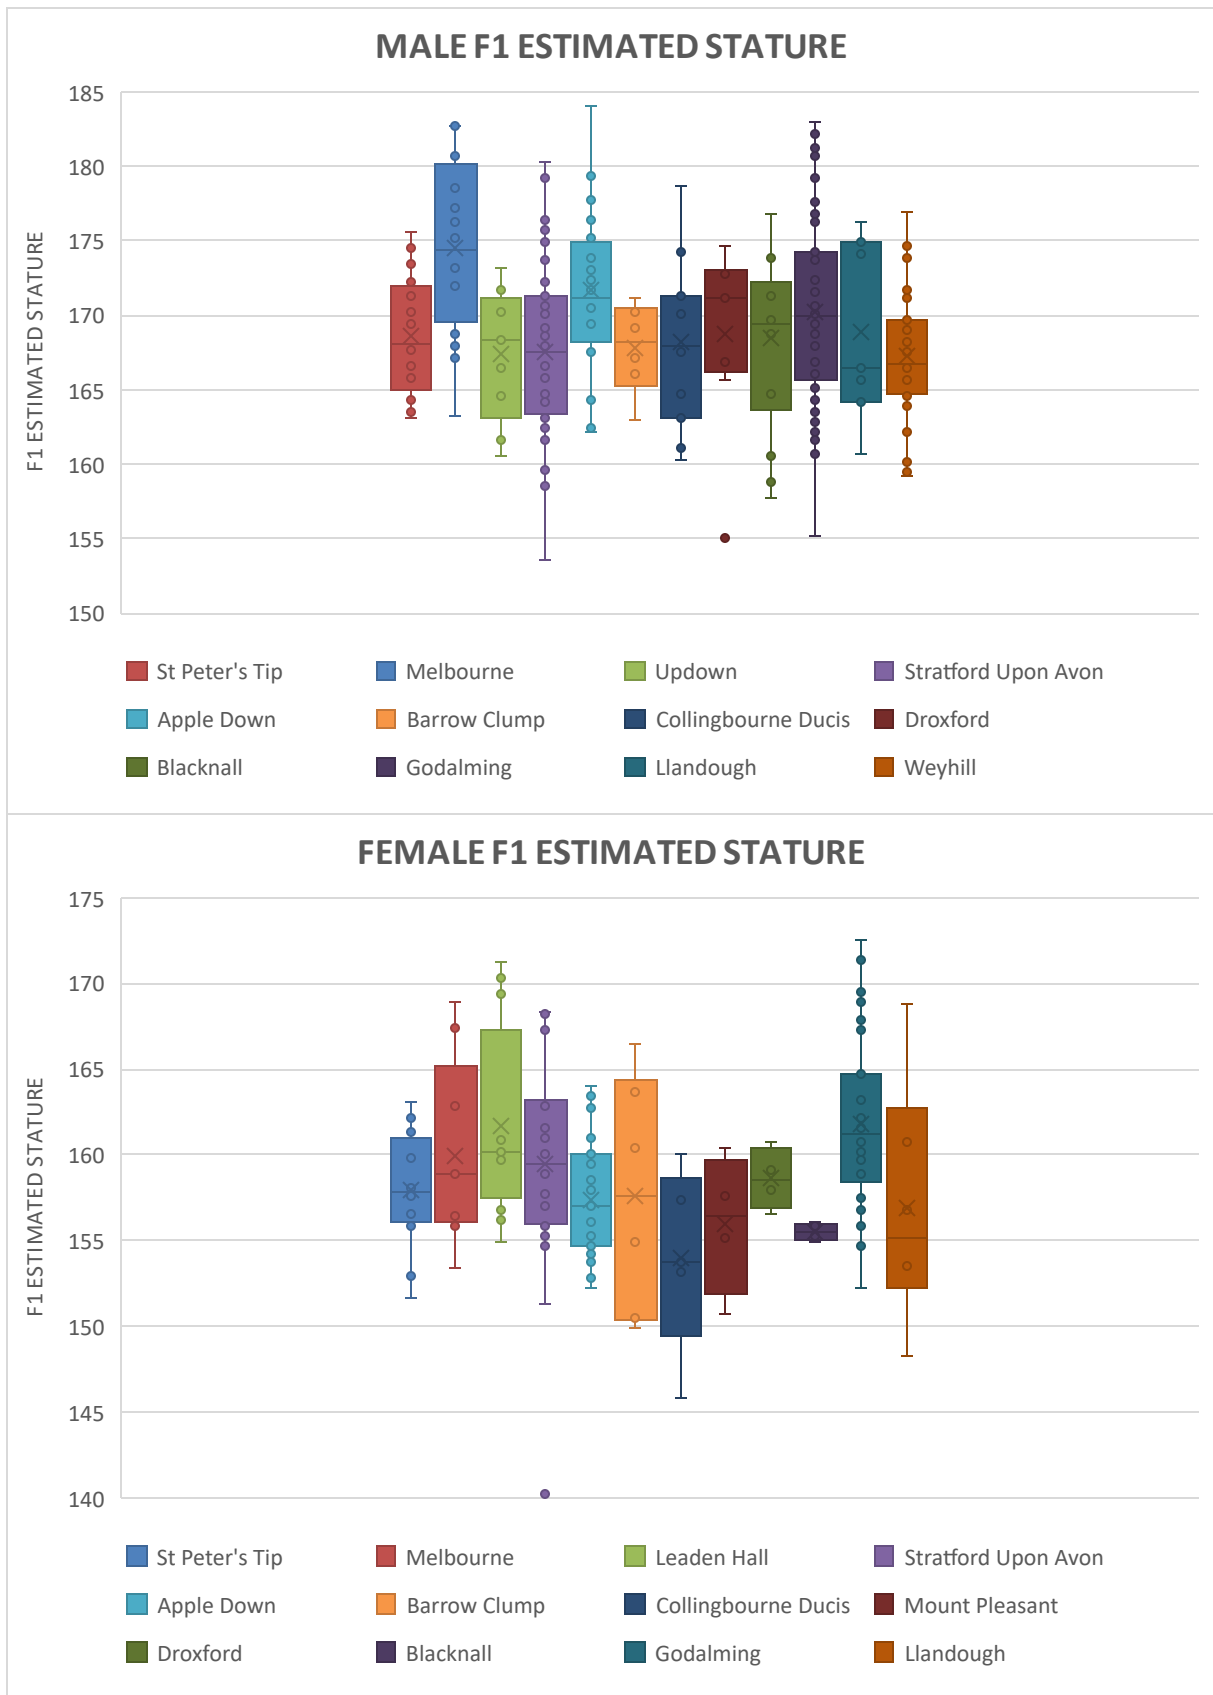 MALE F1 ESTIMATED STATURE
185
180
175
170
165
160
155
150
F1 ESTIMATED STATURE
St Peter's Tip Melbourne Updown Stratford Upon Avon
Apple Down Barrow Clump Collingbourne Ducis Droxford
Blacknall Godalming Llandough Weyhill
FEMALE F1 ESTIMATED STATURE
175
170
165
160
155
150
145
140
F1 ESTIMATED STATURE
St Peter's Tip Melbourne Leaden Hall Stratford Upon Avon
Apple Down Barrow Clump Collingbourne Ducis Mount Pleasant
Droxford Blacknall Godalming Llandough